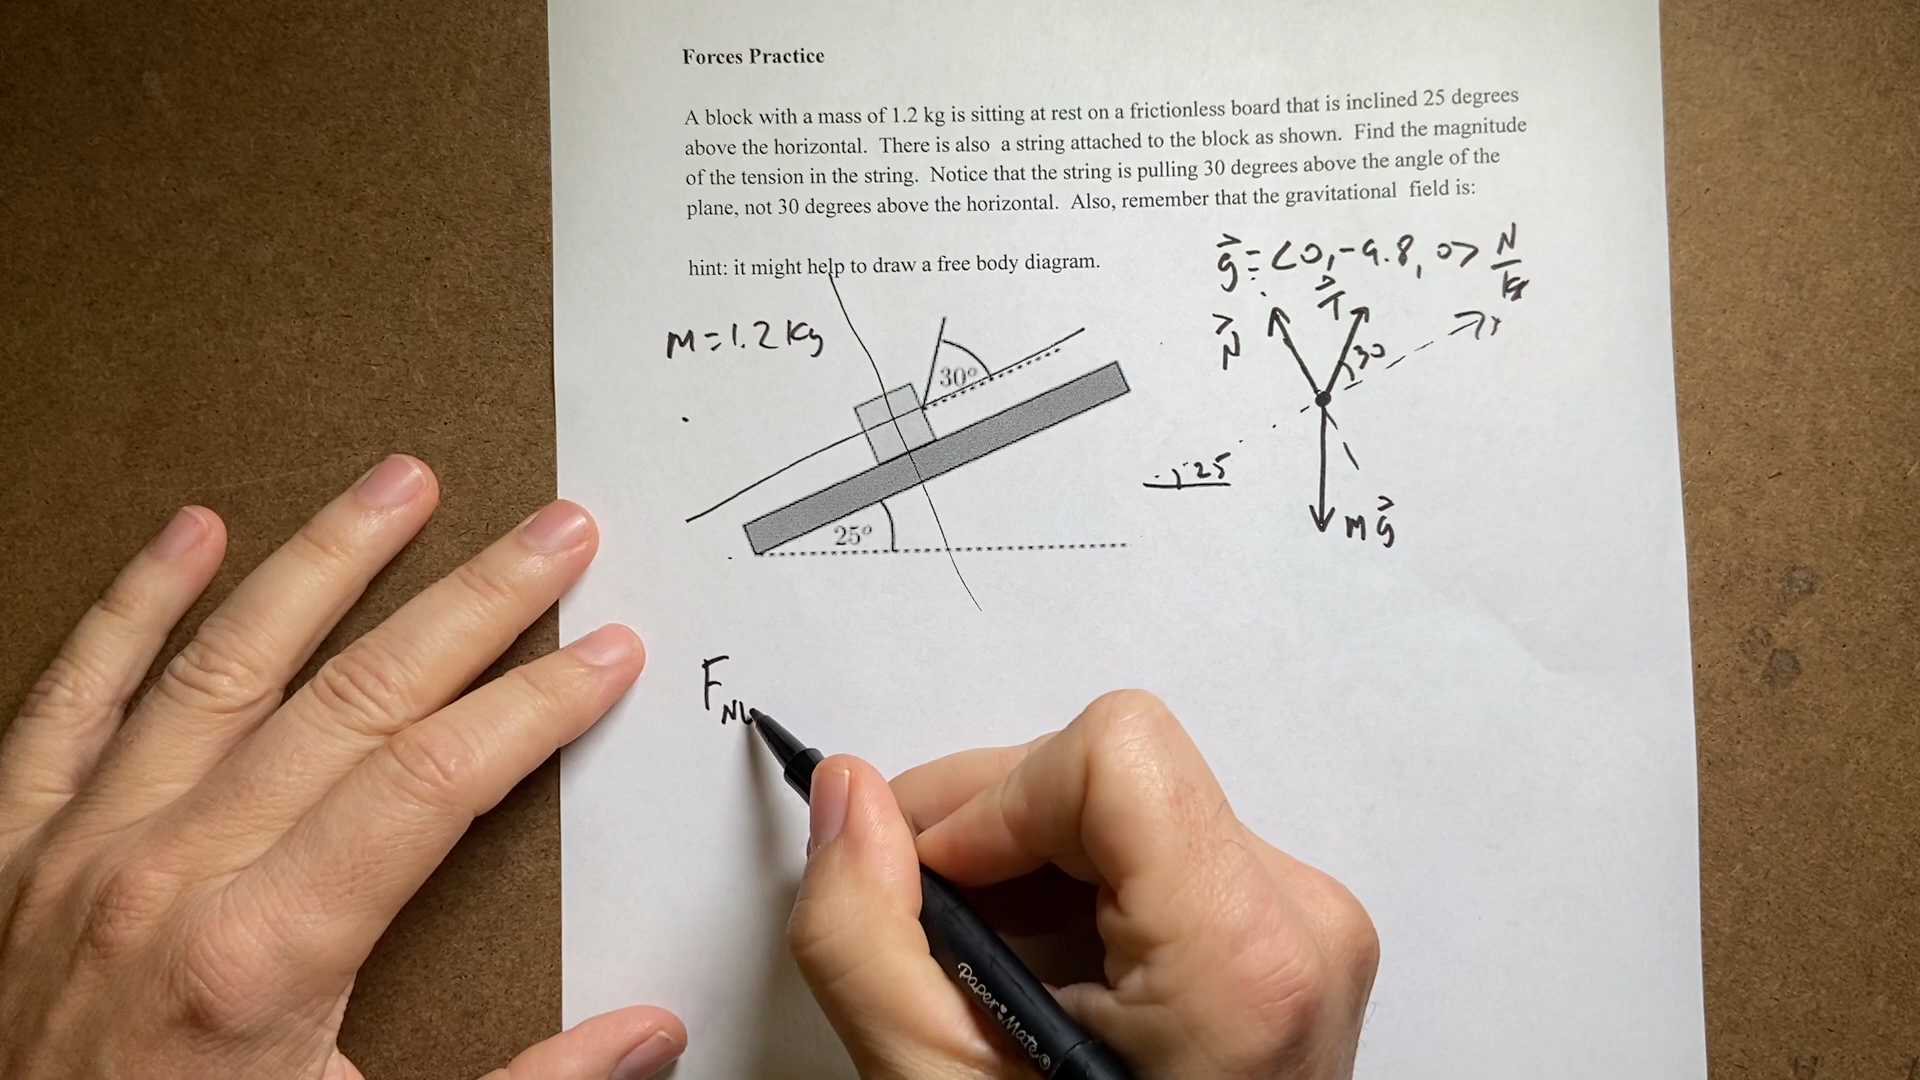 Forces Practice
A block with a mass of 1.2 kg is sitting at rest on a frictionless board that is inclined 25 degrees
above the horizontal. There is also a string attached to the block as shown. Find the magnitude
of the tension in the string. Notice that the string is pulling 30 degrees above the angle of the
plane, not 30 degrees above the horizontal. Also, remember that the gravitational field is:
g = <0, -9.8, 0> N/kg
hint: it might help to draw a free body diagram.
m = 1.2 kg
30°
25°
N
T
30
x
25
mg
F
Paper Mate